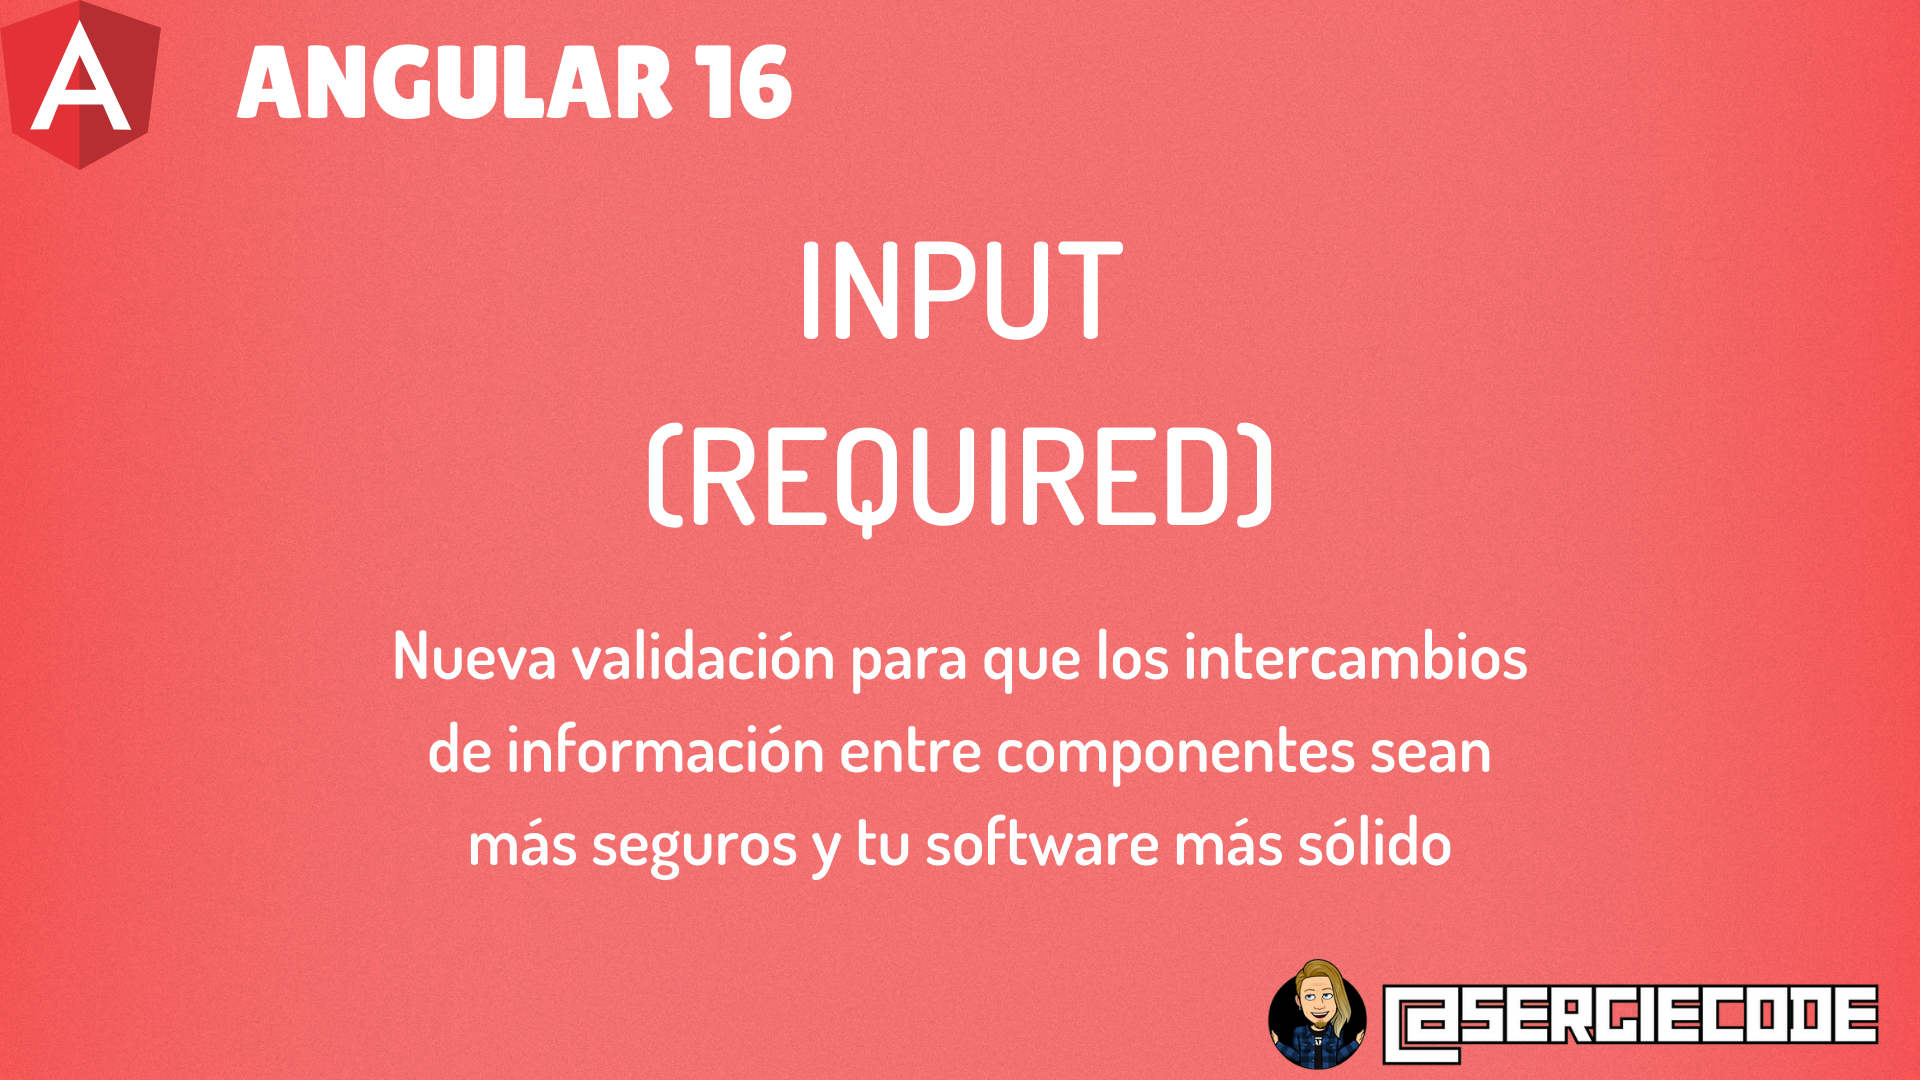 ANGULAR 16
INPUT
(REQUIRED)
Nueva validación para que los intercambios
de información entre componentes sean
más seguros y tu software más sólido
@SERGIECODE